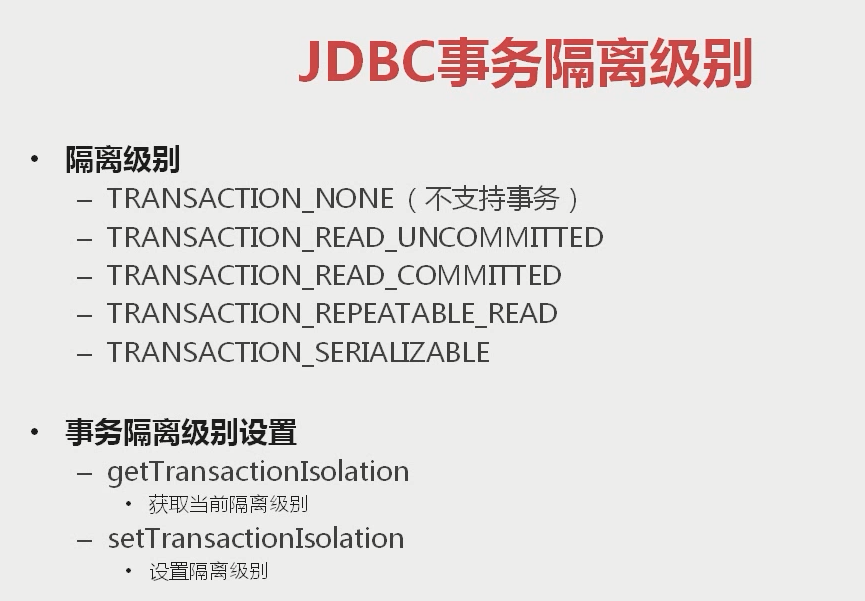 JDBC事务隔离级别
• 隔离级别
– TRANSACTION_NONE（不支持事务）
– TRANSACTION_READ_UNCOMMITTED
– TRANSACTION_READ_COMMITTED
– TRANSACTION_REPEATABLE_READ
– TRANSACTION_SERIALIZABLE
• 事务隔离级别设置
– getTransactionIsolation
• 获取当前隔离级别
– setTransactionIsolation
• 设置隔离级别